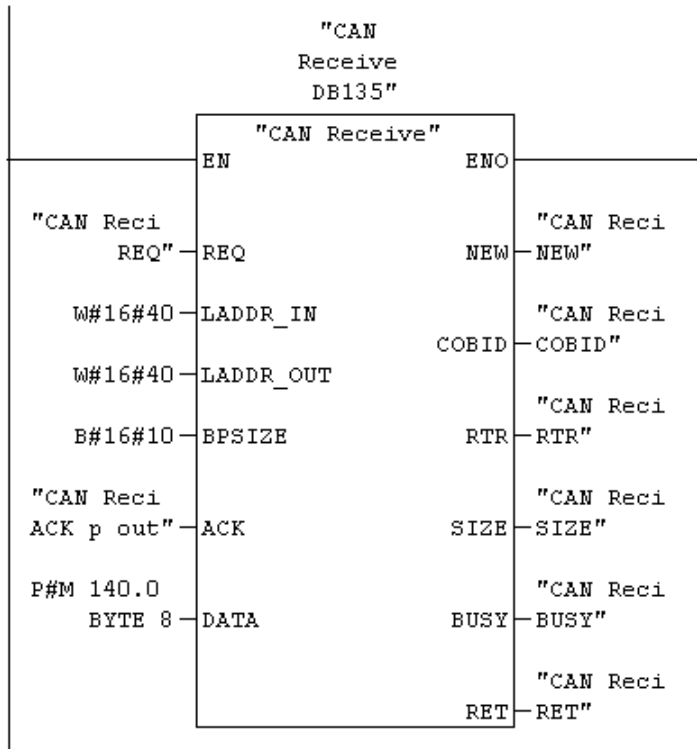 "CAN
Receive
DB135"
"CAN Receive"
EN ENO
"CAN Reci "CAN Reci
REQ" REQ NEW NEW"
W#16#40 LADDR_IN "CAN Reci
COBID COBID"
W#16#40 LADDR_OUT
"CAN Reci
B#16#10 BPSIZE RTR RTR"
"CAN Reci "CAN Reci
ACK p out" ACK SIZE SIZE"
P#M 140.0 "CAN Reci
BYTE 8 DATA BUSY BUSY"
"CAN Reci
RET RET"